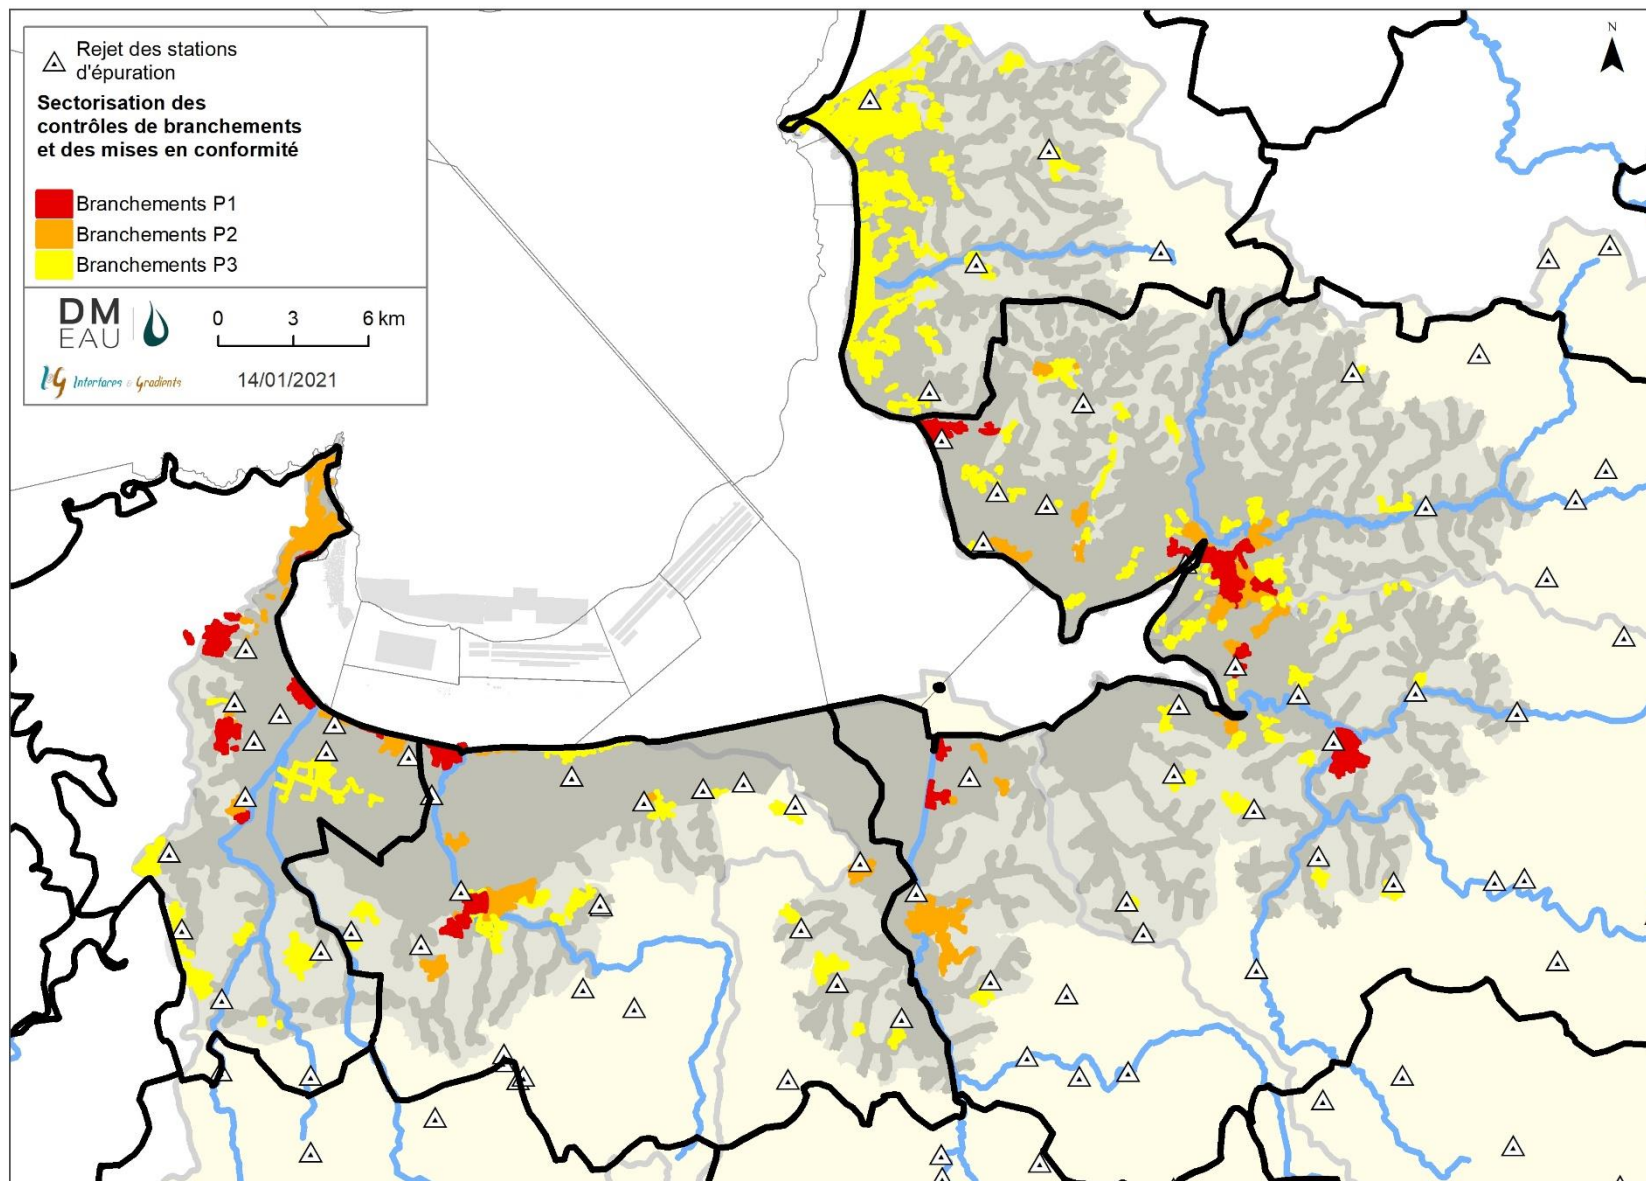 Rejet des stations
d'épuration
Sectorisation des
contrôles de branchements
et des mises en conformité
Branchements P1
Branchements P2
Branchements P3
DM
EAU
0 3 6 km
Interfaces & Gradients
14/01/2021
N